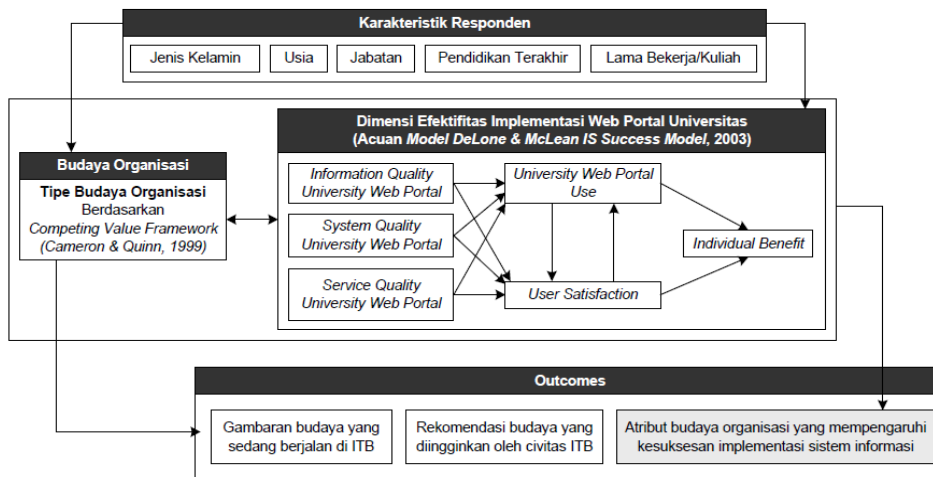 Karakteristik Responden
Jenis Kelamin
Usia
Jabatan
Pendidikan Terakhir
Lama Bekerja/Kuliah
Dimensi Efektifitas Implementasi Web Portal Universitas
(Acuan Model DeLone & McLean IS Success Model, 2003)
Budaya Organisasi
Tipe Budaya Organisasi
Berdasarkan
Competing Value Framework
(Cameron & Quinn, 1999)
Information Quality
University Web Portal
System Quality
University Web Portal
Service Quality
University Web Portal
University Web Portal
Use
User Satisfaction
Individual Benefit
Outcomes
Gambaran budaya yang
sedang berjalan di ITB
Rekomendasi budaya yang
diingginkan oleh civitas ITB
Atribut budaya organisasi yang mempengaruhi
kesuksesan implementasi sistem informasi